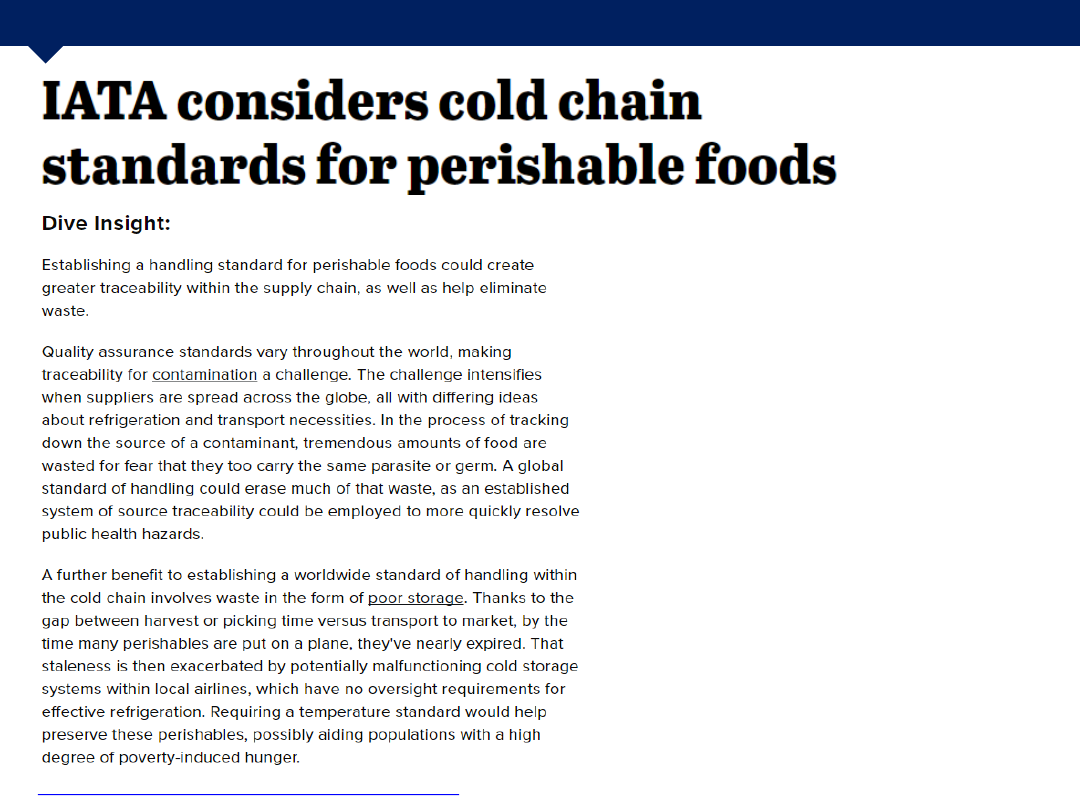 IATA considers cold chain
standards for perishable foods
Dive Insight:
Establishing a handling standard for perishable foods could create
greater traceability within the supply chain, as well as help eliminate
waste.
Quality assurance standards vary throughout the world, making
traceability for contamination a challenge. The challenge intensifies
when suppliers are spread across the globe, all with differing ideas
about refrigeration and transport necessities. In the process of tracking
down the source of a contaminant, tremendous amounts of food are
wasted for fear that they too carry the same parasite or germ. A global
standard of handling could erase much of that waste, as an established
system of source traceability could be employed to more quickly resolve
public health hazards.
A further benefit to establishing a worldwide standard of handling within
the cold chain involves waste in the form of poor storage. Thanks to the
gap between harvest or picking time versus transport to market, by the
time many perishables are put on a plane, they've nearly expired. That
staleness is then exacerbated by potentially malfunctioning cold storage
systems within local airlines, which have no oversight requirements for
effective refrigeration. Requiring a temperature standard would help
preserve these perishables, possibly aiding populations with a high
degree of poverty-induced hunger.